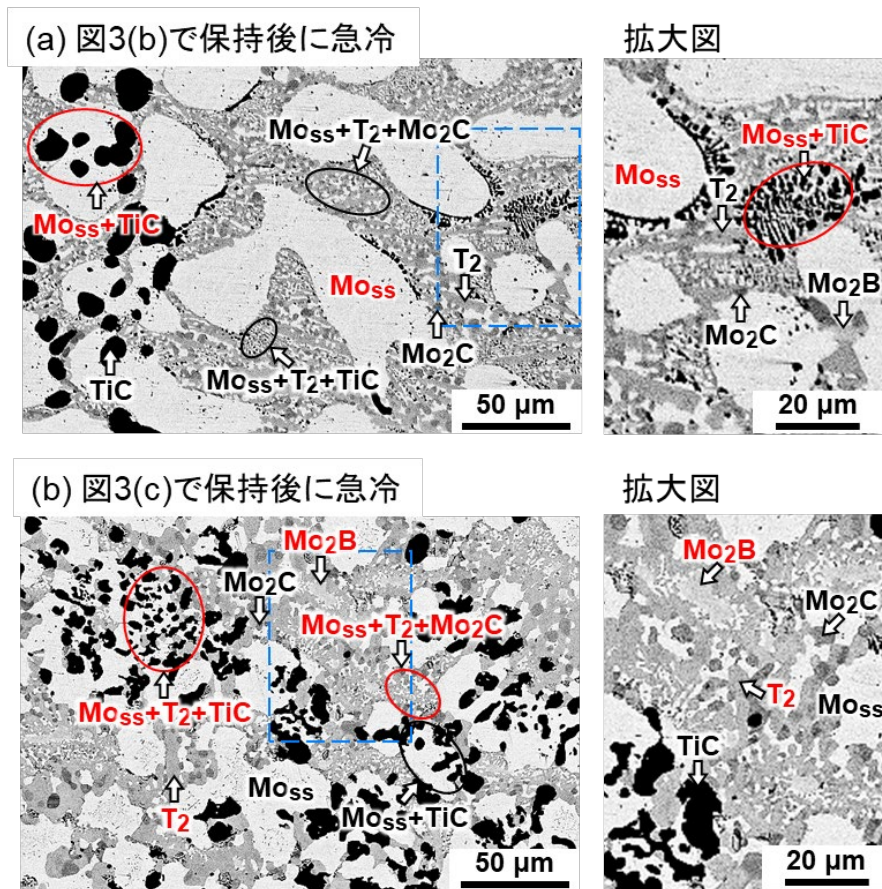 (a) 図3(b)で保持後に急冷
拡大図
Moss+T2+Mo2C
Moss+TiC
Moss
T2
Mo2C
TiC
Moss+T2+TiC
50 μm
Moss+TiC
Moss
T2
Mo2B
Mo2C
20 μm
(b) 図3(c)で保持後に急冷
拡大図
Mo2B
Mo2C
Moss+T2+Mo2C
Moss+T2+TiC
Moss
T2
Moss+TiC
50 μm
Mo2B
Mo2C
T2
Moss
TiC
20 μm